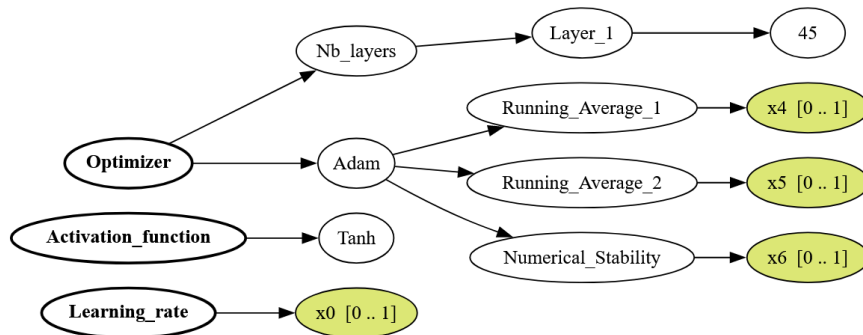 Nb_layers
Layer_1
45
Optimizer
Adam
Running_Average_1
x4 [0 .. 1]
Running_Average_2
x5 [0 .. 1]
Numerical_Stability
x6 [0 .. 1]
Activation_function
Tanh
Learning_rate
x0 [0 .. 1]